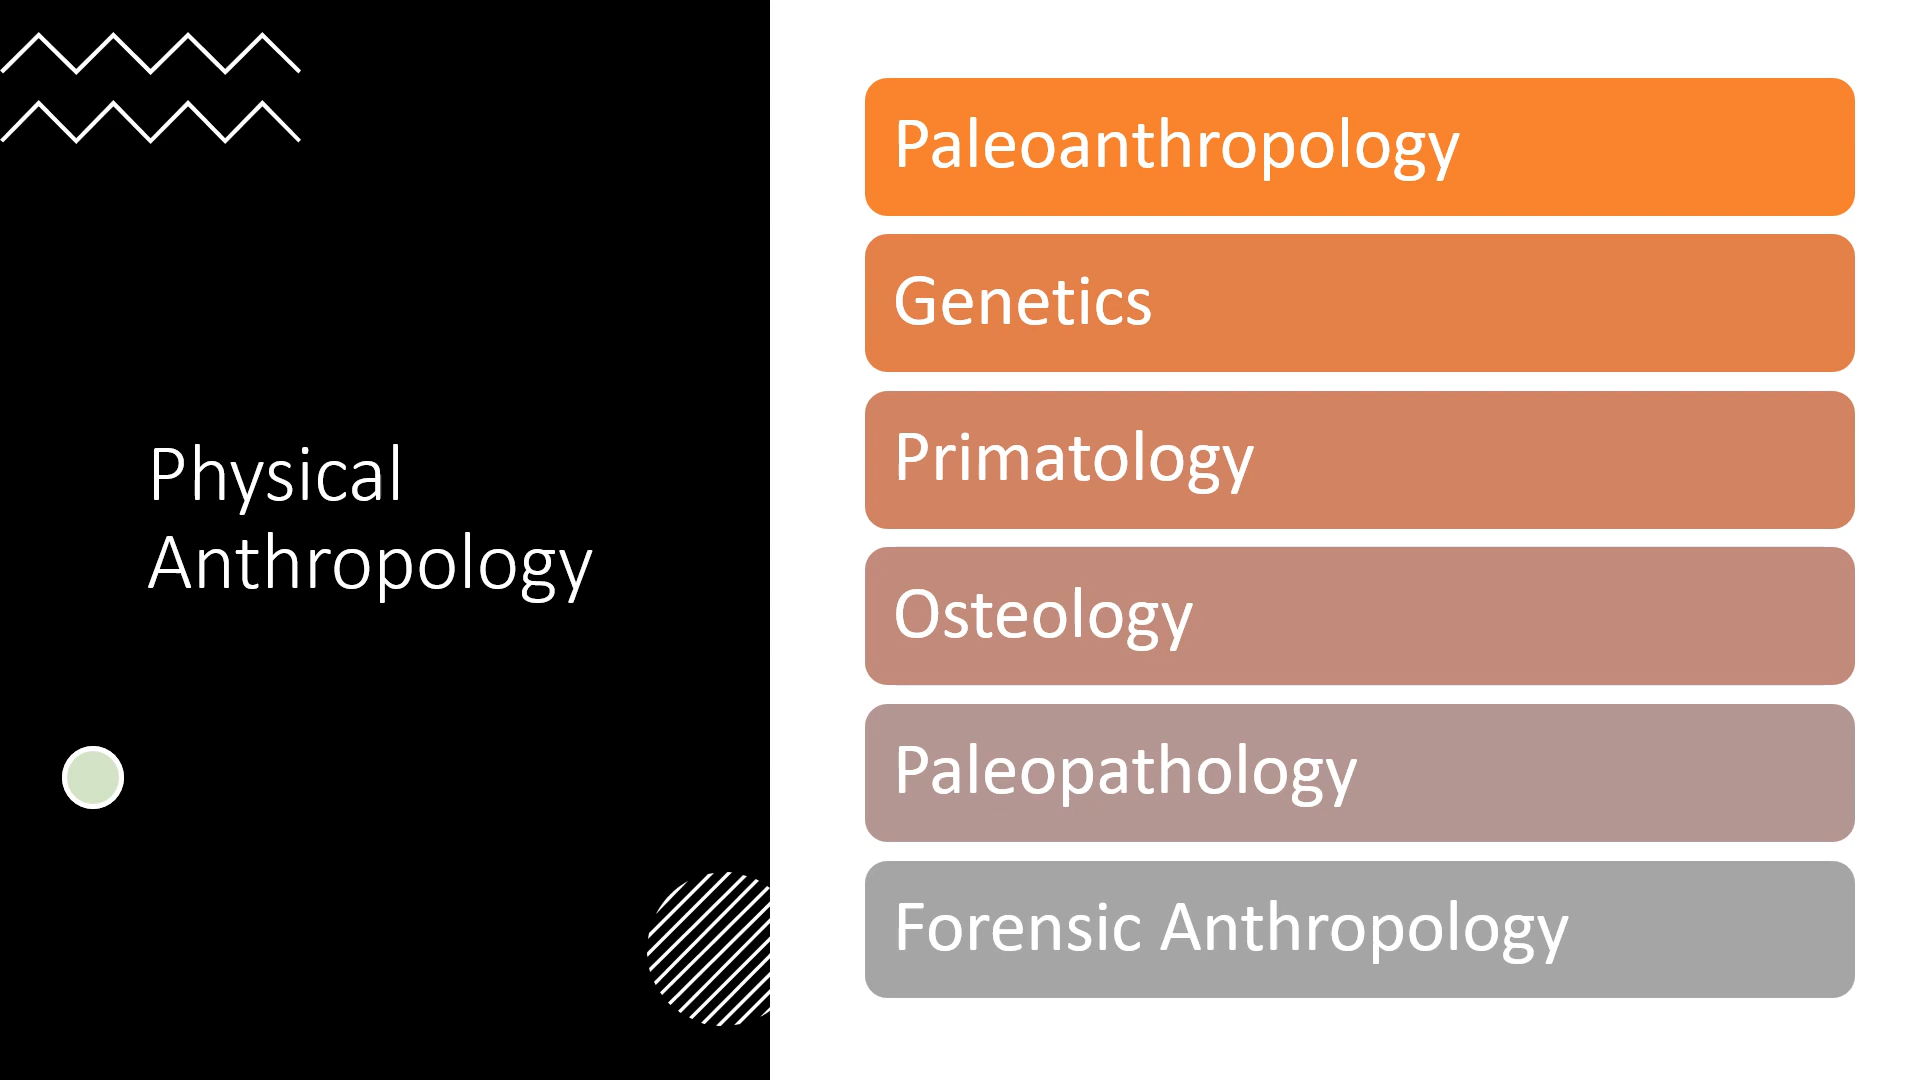 Physical
Anthropology
Paleoanthropology
Genetics
Primatology
Osteology
Paleopathology
Forensic Anthropology